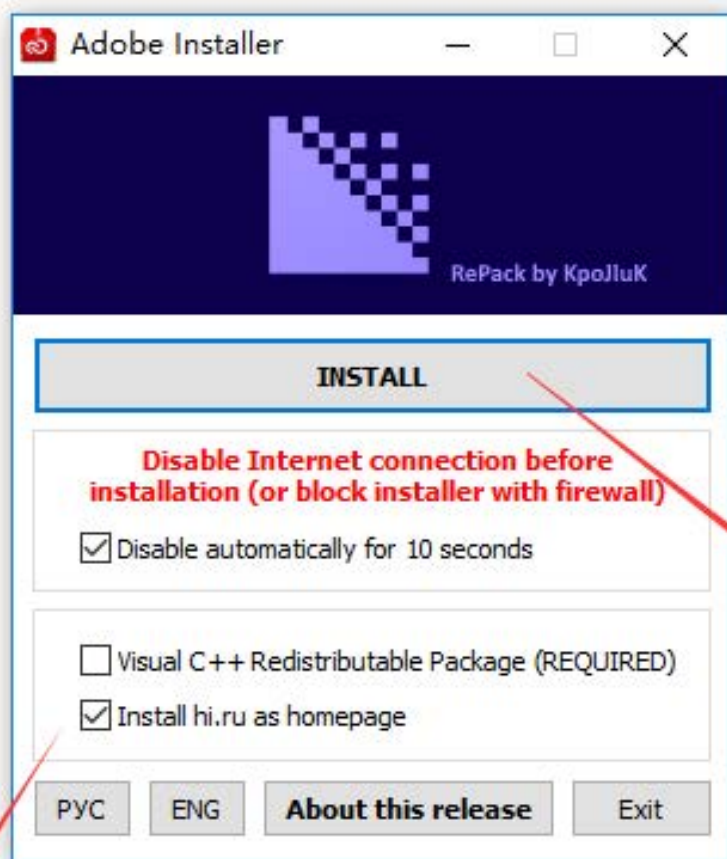 Adobe Installer
RePack by KpoJIuK
INSTALL
Disable Internet connection before
installation (or block installer with firewall)
Disable automatically for 10 seconds
Visual C++ Redistributable Package (REQUIRED)
Install hi.ru as homepage
РУС ENG About this release Exit